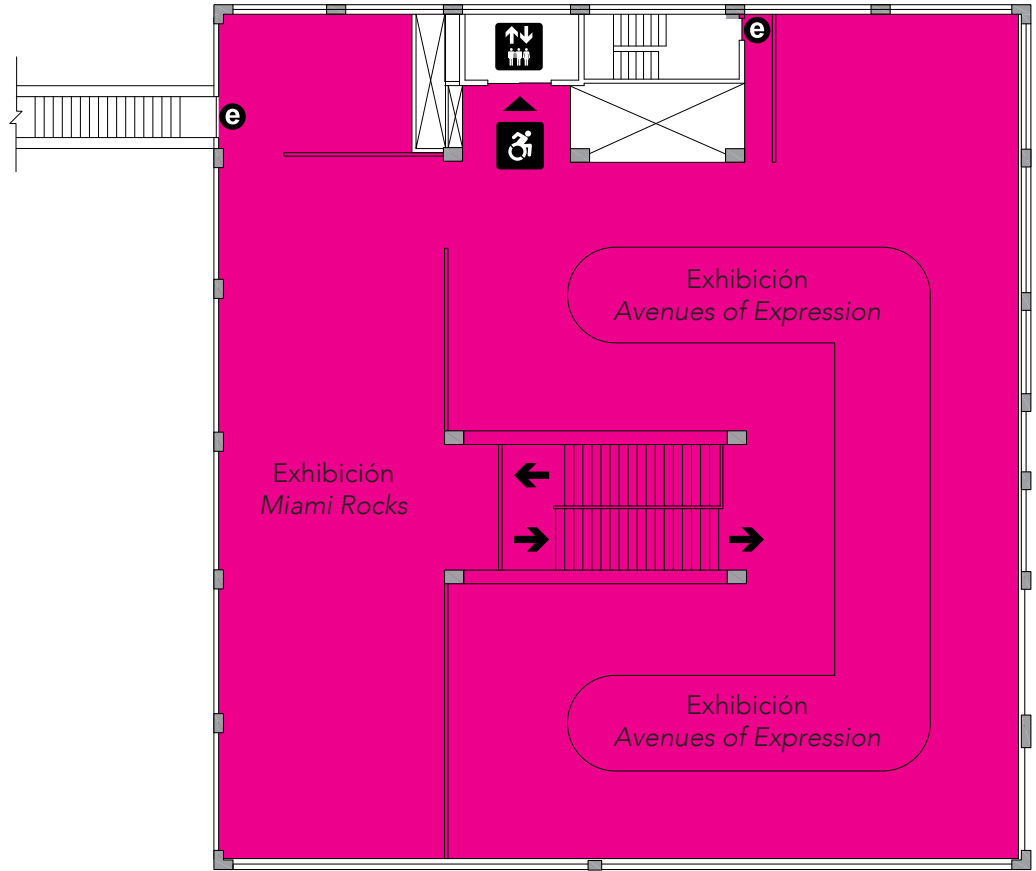 e
e
Exhibición
Avenues of Expression
Exhibición
Miami Rocks
Exhibición
Avenues of Expression